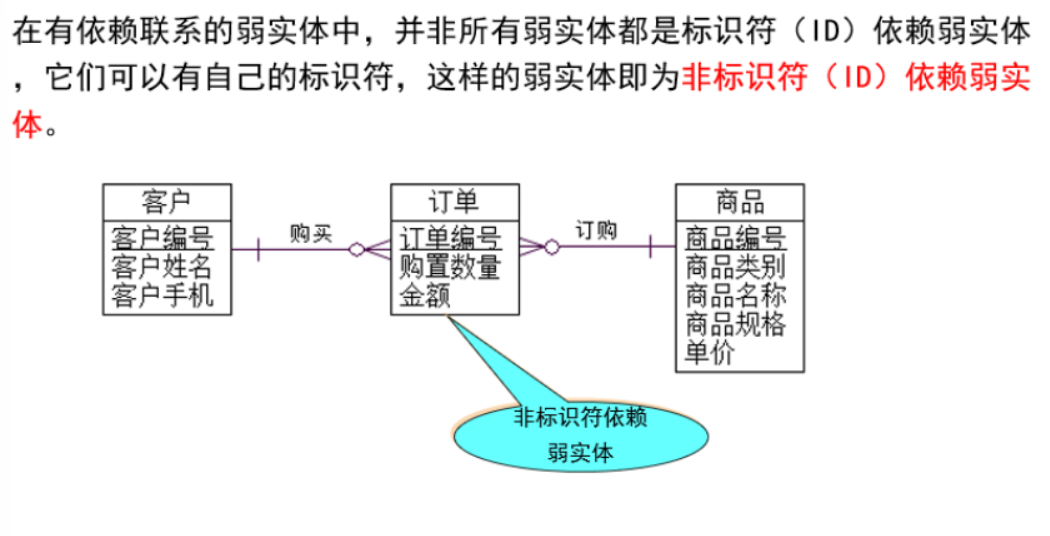 在有依赖联系的弱实体中，并非所有弱实体都是标识符（ID）依赖弱实体
，它们可以有自己的标识符，这样的弱实体即为非标识符（ID）依赖弱实
体。
客户
客户编号
客户姓名
客户手机
购买
订单
订单编号
购置数量
金额
订购
商品
商品编号
商品类别
商品名称
商品规格
单价
非标识符依赖
弱实体